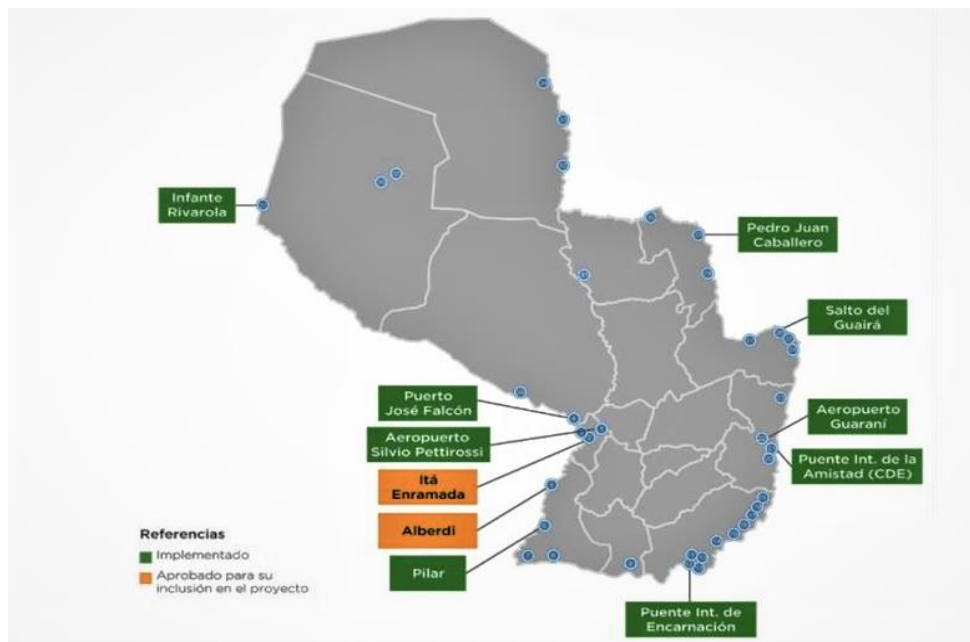 Infante
Rivarola
Pedro Juan
Caballero
Salto del
Guairá
Puerto
José Falcón
Aeropuerto
Silvio Pettirossi
Aeropuerto
Guaraní
Itá
Enramada
Puente Int. de la
Amistad (CDE)
Alberdi
Pilar
Puente Int. de
Encarnación
Referencias
Implementado
Aprobado para su
inclusión en el proyecto